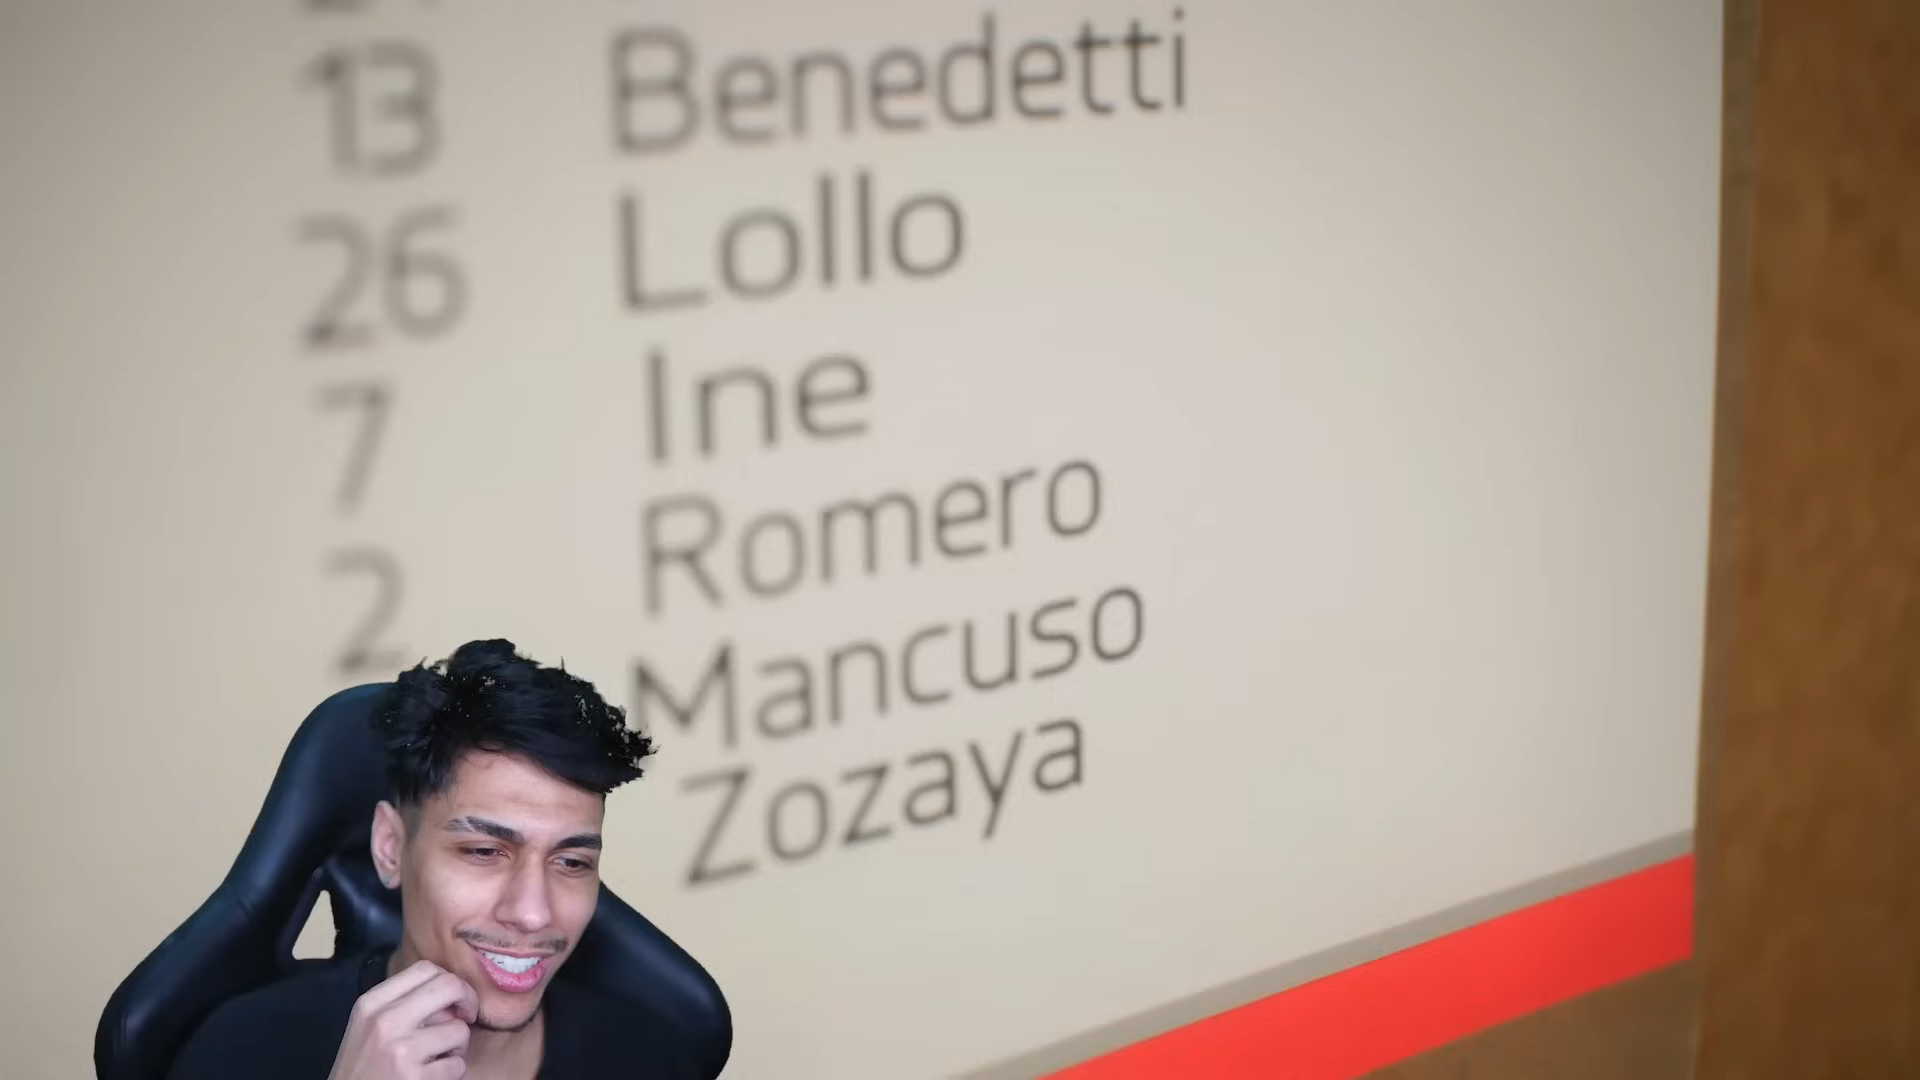 13 Benedetti
26 Lollo
7 Ine
2 Romero
Mancuso
Zozaya